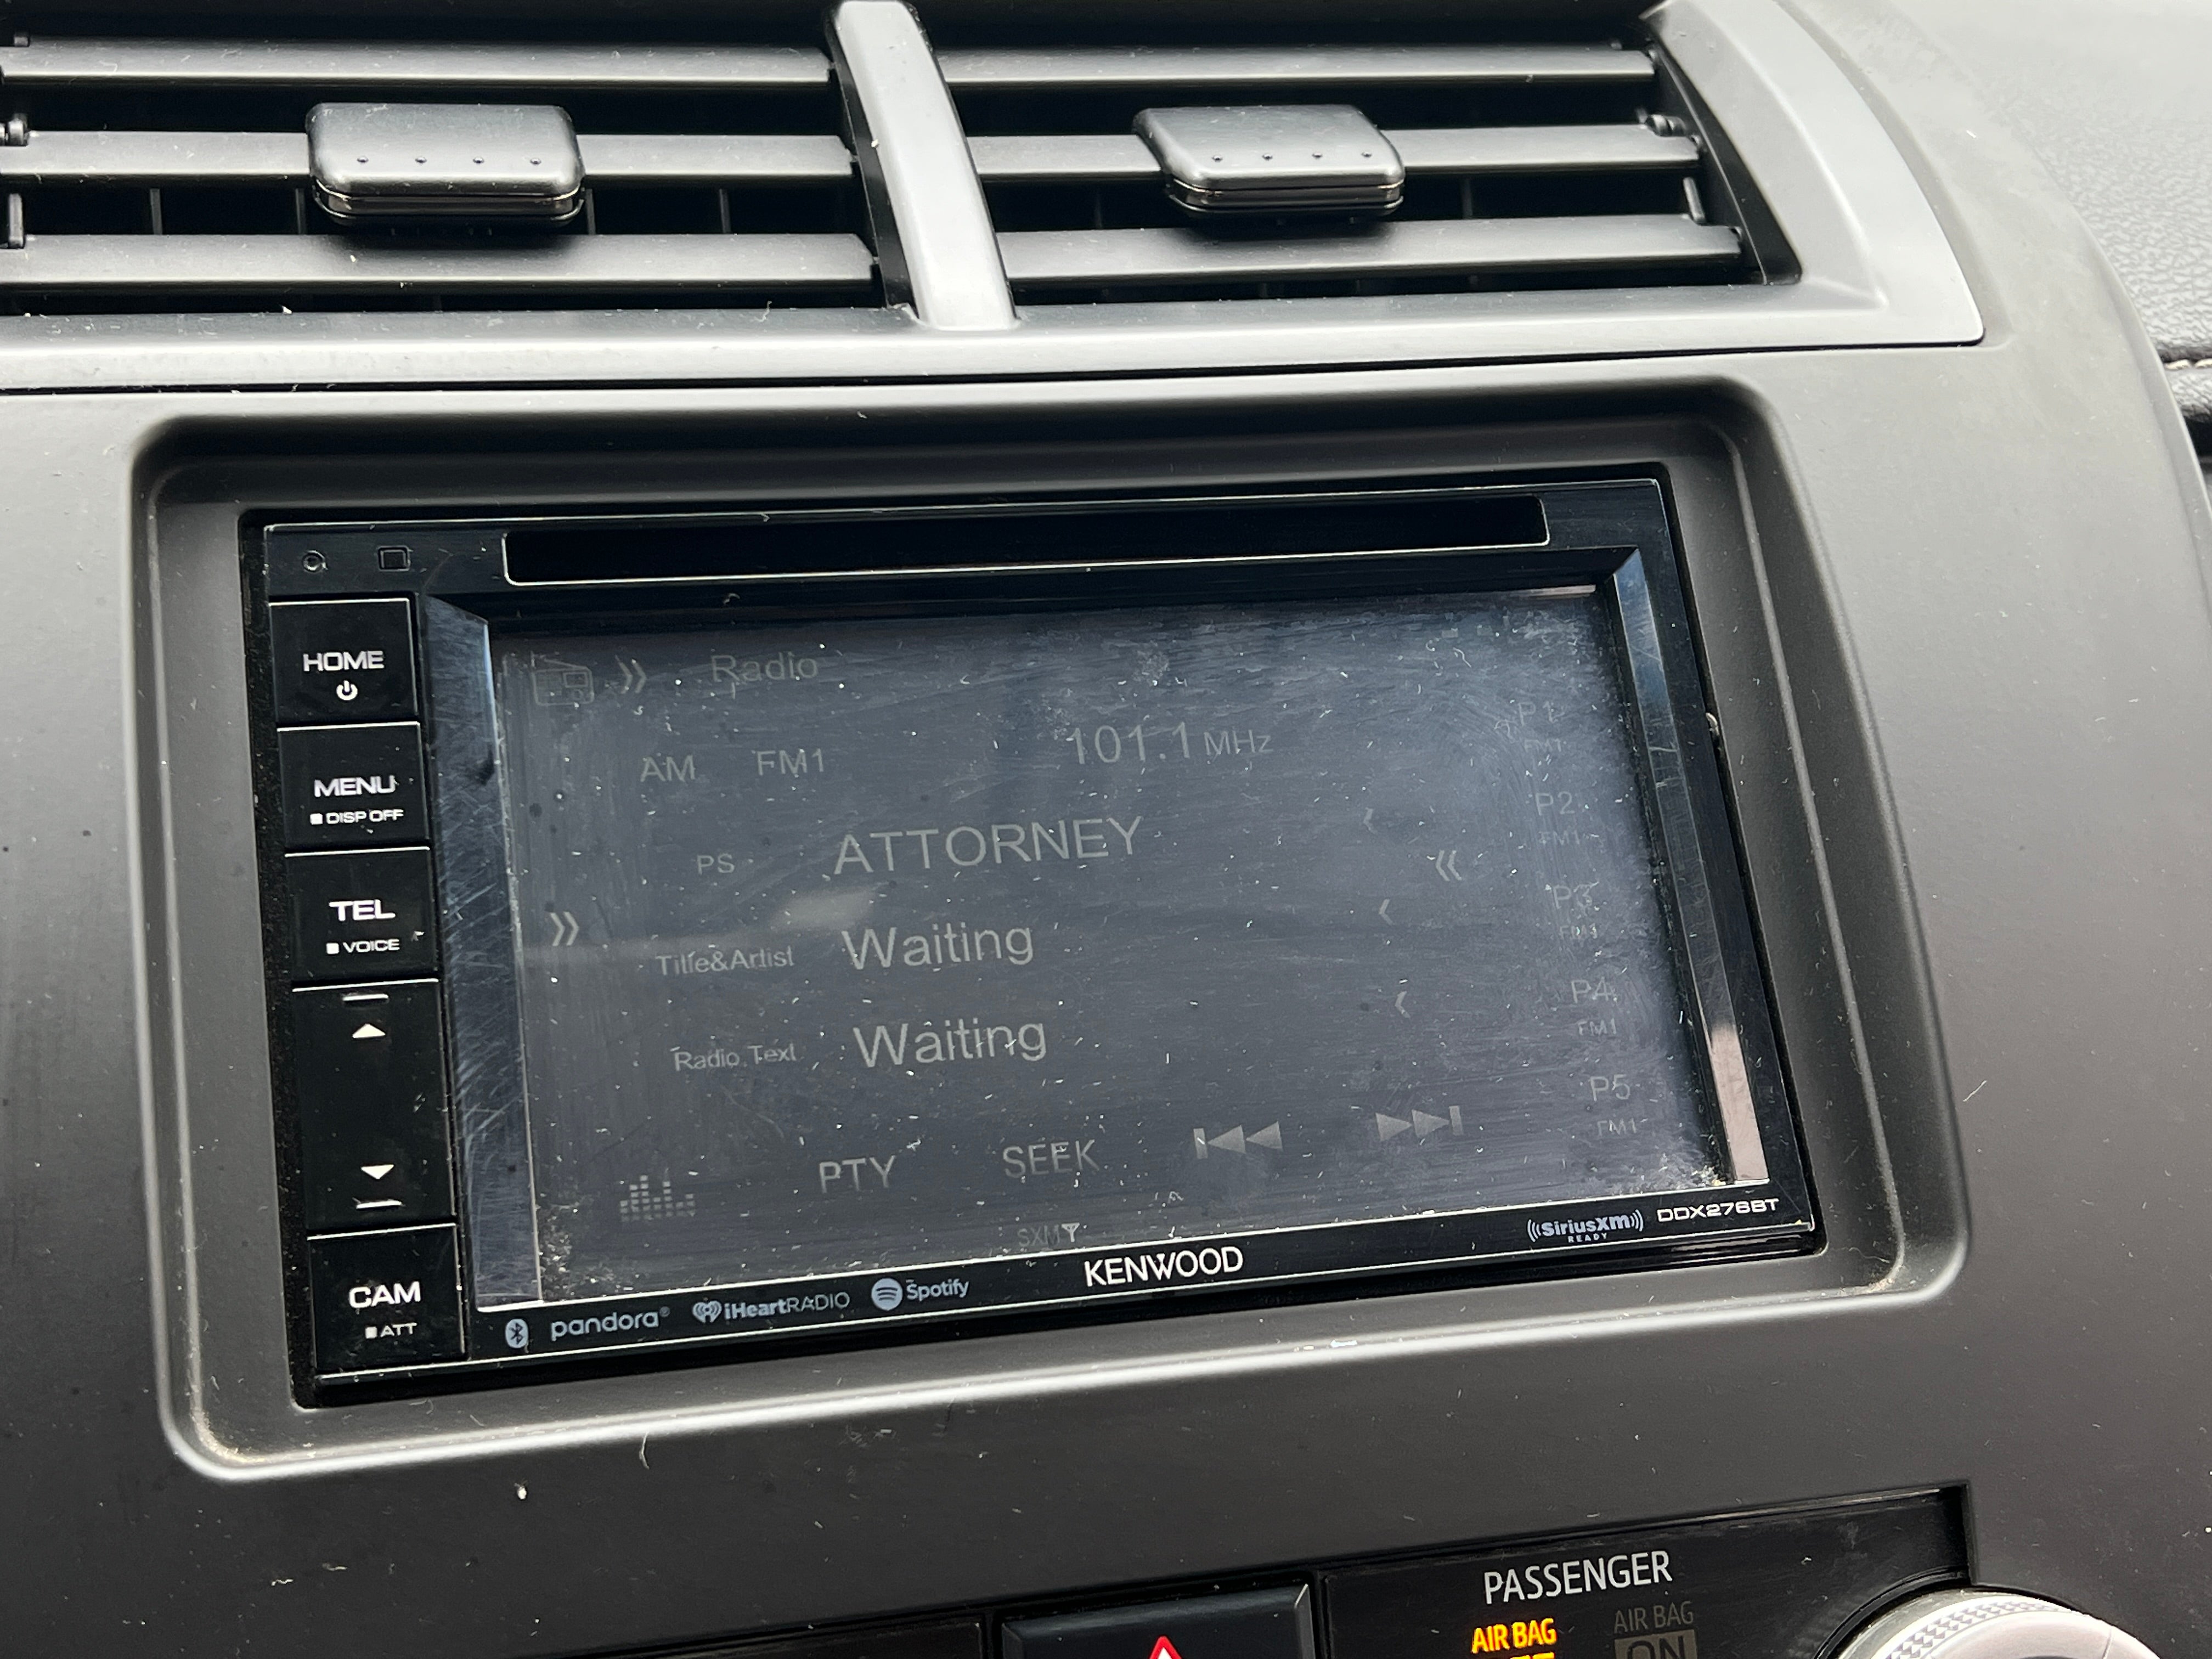 HOME
MENU
DISP OFF
TEL
VOICE
CAM
ATT
Radio
AM FM1 101.1 MHz
PS ATTORNEY
Title&Artist Waiting
Radio Text Waiting
PTY SEEK
SXM
P1
FM1
P2
FM1
P3
FM1
P4
FM1
P5
FM1
pandora® iHeartRADIO Spotify
KENWOOD
((SiriusXM))
READY
DDX276BT
PASSENGER
AIR BAG
AIR BAG
ON